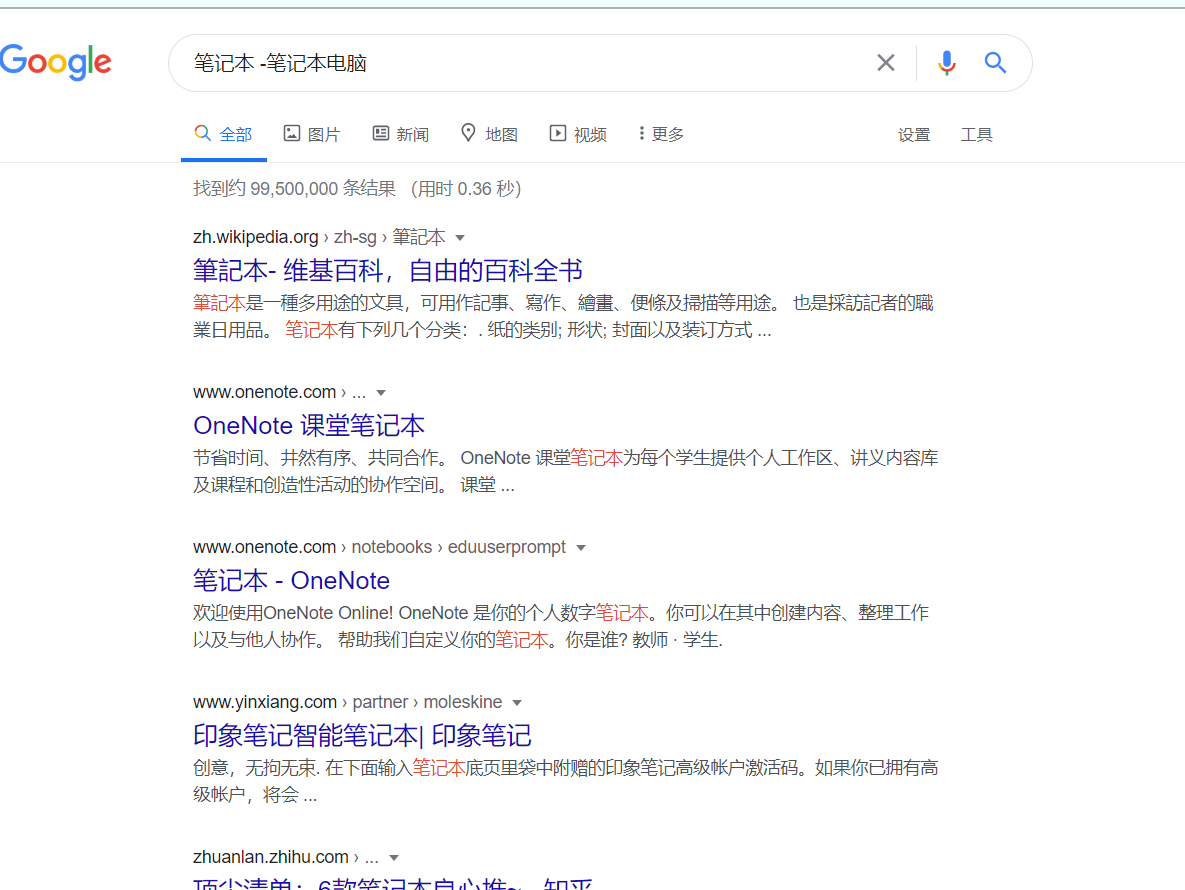 Google
笔记本 -笔记本电脑
全部 图片 新闻 地图 视频 更多 设置 工具
找到约 99,500,000 条结果 （用时 0.36 秒）
zh.wikipedia.org › zh-sg › 筆記本
筆記本- 维基百科，自由的百科全书
筆記本是一種多用途的文具，可用作記事、寫作、繪畫、便條及掃描等用途。 也是採訪記者的職
業日用品。 笔记本有下列几个分类：. 纸的类别; 形状; 封面以及装订方式 ...
www.onenote.com › ...
OneNote 课堂笔记本
节省时间、井然有序、共同合作。 OneNote 课堂笔记本为每个学生提供个人工作区、讲义内容库
及课程和创造性活动的协作空间。 课堂 ...
www.onenote.com › notebooks › eduuserprompt
笔记本 - OneNote
欢迎使用OneNote Online! OneNote 是你的个人数字笔记本。你可以在其中创建内容、整理工作
以及与他人协作。 帮助我们自定义你的笔记本。你是谁? 教师 · 学生.
www.yinxiang.com › partner › moleskine
印象笔记智能笔记本| 印象笔记
创意，无拘无束. 在下面输入笔记本底页里袋中附赠的印象笔记高级帐户激活码。如果你已拥有高
级帐户，将会 ...
zhuanlan.zhihu.com › ...
顶尖清单：6款笔记本良心推~ - 知乎